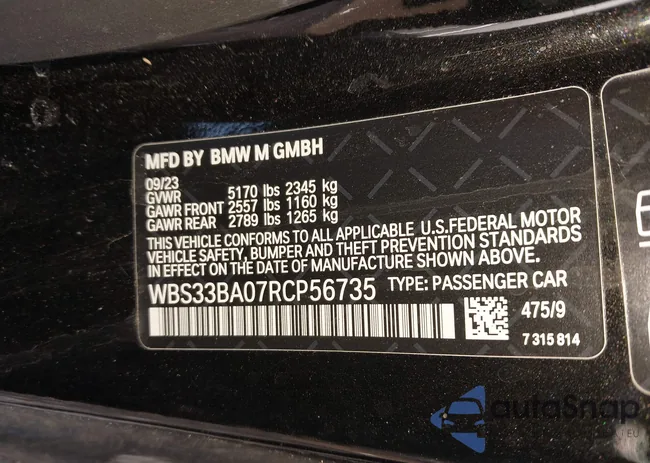 MFD BY BMW M GMBH
09/23
GVWR 5170 lbs 2345 kg
GAWR FRONT 2557 lbs 1160 kg
GAWR REAR 2789 lbs 1265 kg
THIS VEHICLE CONFORMS TO ALL APPLICABLE U.S.FEDERAL MOTOR
VEHICLE SAFETY, BUMPER AND THEFT PREVENTION STANDARDS
IN EFFECT ON THE DATE OF MANUFACTURE SHOWN ABOVE.
WBS33BA07RCP56735 TYPE: PASSENGER CAR
475/9
7 315 814
autoSnap
EU